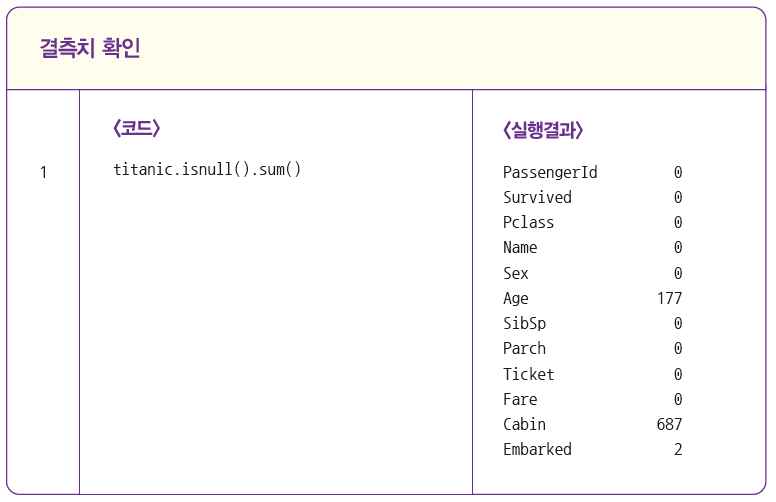 결측치 확인
<코드>
1 titanic.isnull().sum()
<실행결과>
PassengerId 0
Survived 0
Pclass 0
Name 0
Sex 0
Age 177
SibSp 0
Parch 0
Ticket 0
Fare 0
Cabin 687
Embarked 2